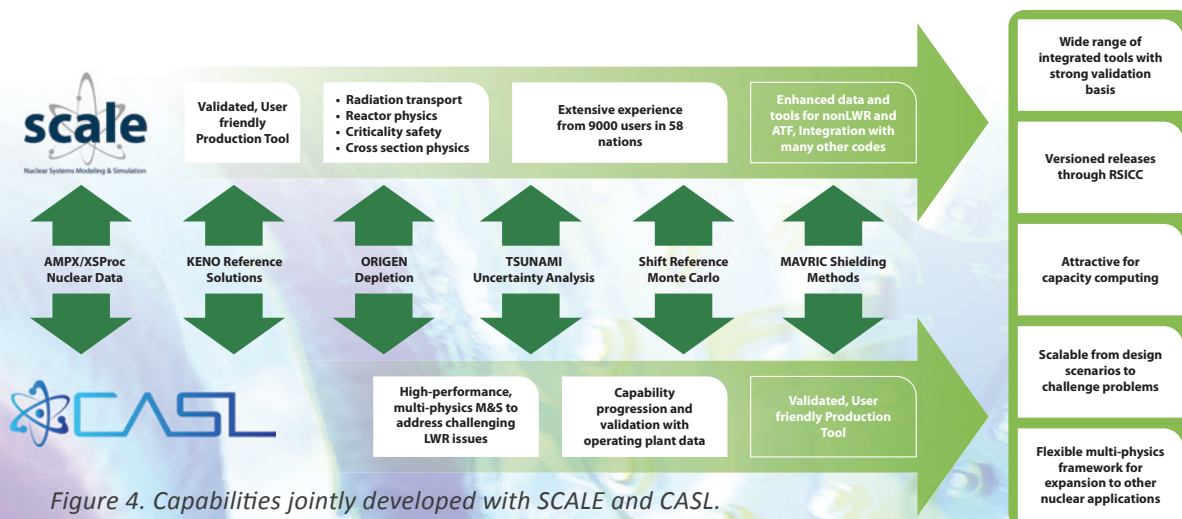 scale
Nuclear Systems Modeling & Simulation
Validated, User
friendly
Production Tool
• Radiation transport
• Reactor physics
• Criticality safety
• Cross section physics
Extensive experience
from 9000 users in 58
nations
Enhanced data and
tools for nonLWR and
ATF, Integration with
many other codes
AMPX/XSProc
Nuclear Data
KENO Reference
Solutions
ORIGEN
Depletion
TSUNAMI
Uncertainty Analysis
Shift Reference
Monte Carlo
MAVRIC Shielding
Methods
CASL
High-performance,
multi-physics M&S to
address challenging
LWR issues
Capability
progression and
validation with
operating plant data
Validated, User
friendly Production
Tool
Wide range of
integrated tools with
strong validation
basis
Versioned releases
through RSICC
Attractive for
capacity computing
Scalable from design
scenarios to
challenge problems
Flexible multi-physics
framework for
expansion to other
nuclear applications
Figure 4. Capabilities jointly developed with SCALE and CASL.